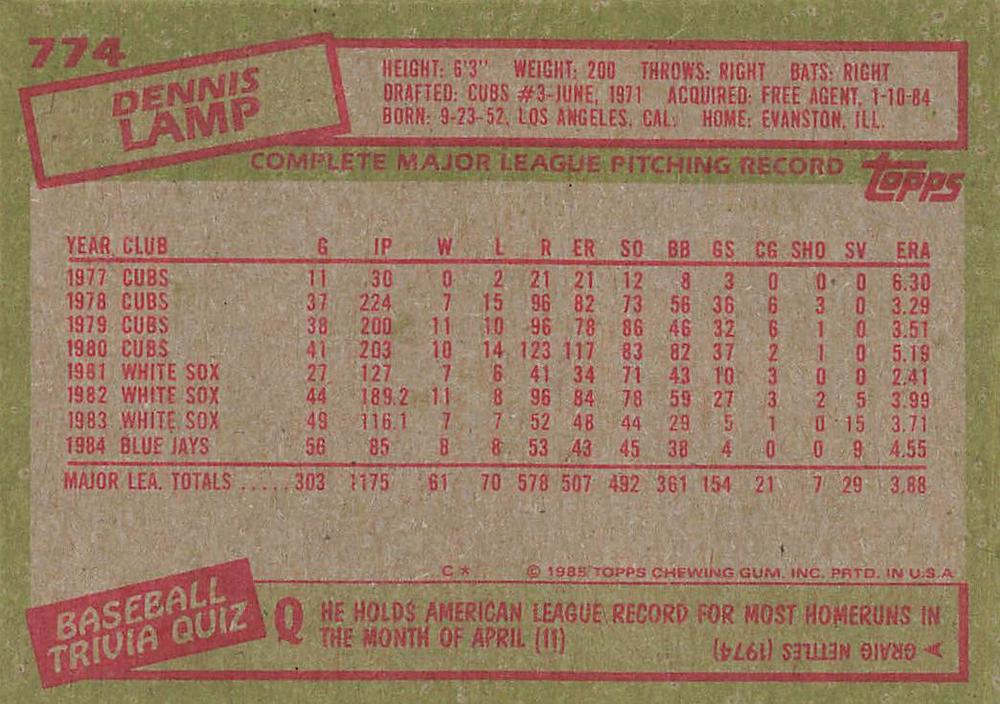 774
DENNIS
LAMP
HEIGHT: 6'3" WEIGHT: 200 THROWS: RIGHT BATS: RIGHT
DRAFTED: CUBS #3-JUNE, 1971 ACQUIRED: FREE AGENT, 1-10-84
BORN: 9-23-52, LOS ANGELES, CAL. HOME: EVANSTON, ILL.
COMPLETE MAJOR LEAGUE PITCHING RECORD
topps
YEAR CLUB G IP W L R ER SO BB GS CG SHO SV ERA
1977 CUBS 11 30 0 2 21 21 12 8 3 0 0 0 6.30
1978 CUBS 37 224 7 15 96 82 73 56 36 6 3 0 3.29
1979 CUBS 38 200 11 10 96 78 86 46 32 6 1 0 3.51
1980 CUBS 41 203 10 14 123 117 83 82 37 2 1 0 5.19
1981 WHITE SOX 27 127 7 6 41 34 71 43 10 3 0 0 2.41
1982 WHITE SOX 44 189.2 11 8 96 84 78 59 27 3 2 5 3.99
1983 WHITE SOX 49 116.1 7 7 52 48 44 29 5 1 0 15 3.71
1984 BLUE JAYS 56 85 8 8 53 43 45 38 4 0 0 9 4.55
MAJOR LEA. TOTALS ..... 303 1175 61 70 578 507 492 361 154 21 7 29 3.88
C* © 1985 TOPPS CHEWING GUM, INC. PRTD. IN U.S.A
BASEBALL
TRIVIA QUIZ
Q HE HOLDS AMERICAN LEAGUE RECORD FOR MOST HOMERUNS IN
THE MONTH OF APRIL (11)
A GRAIG NETTLES (1974)